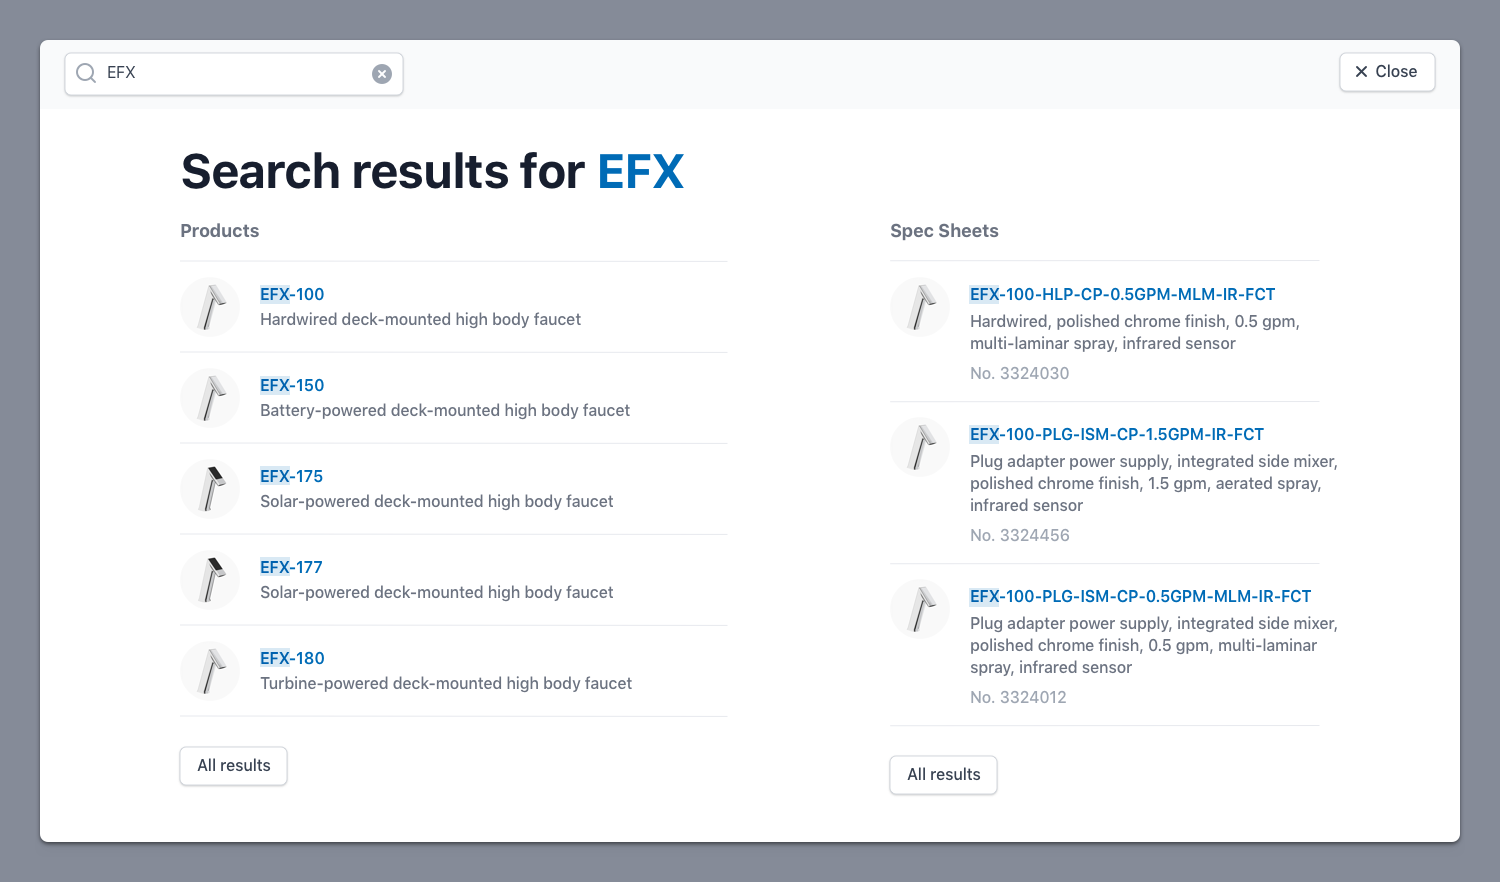 EFX
Close
Search results for EFX
Products
EFX-100
Hardwired deck-mounted high body faucet
EFX-150
Battery-powered deck-mounted high body faucet
EFX-175
Solar-powered deck-mounted high body faucet
EFX-177
Solar-powered deck-mounted high body faucet
EFX-180
Turbine-powered deck-mounted high body faucet
All results
Spec Sheets
EFX-100-HLP-CP-0.5GPM-MLM-IR-FCT
Hardwired, polished chrome finish, 0.5 gpm,
multi-laminar spray, infrared sensor
No. 3324030
EFX-100-PLG-ISM-CP-1.5GPM-IR-FCT
Plug adapter power supply, integrated side mixer,
polished chrome finish, 1.5 gpm, aerated spray,
infrared sensor
No. 3324456
EFX-100-PLG-ISM-CP-0.5GPM-MLM-IR-FCT
Plug adapter power supply, integrated side mixer,
polished chrome finish, 0.5 gpm, multi-laminar
spray, infrared sensor
No. 3324012
All results